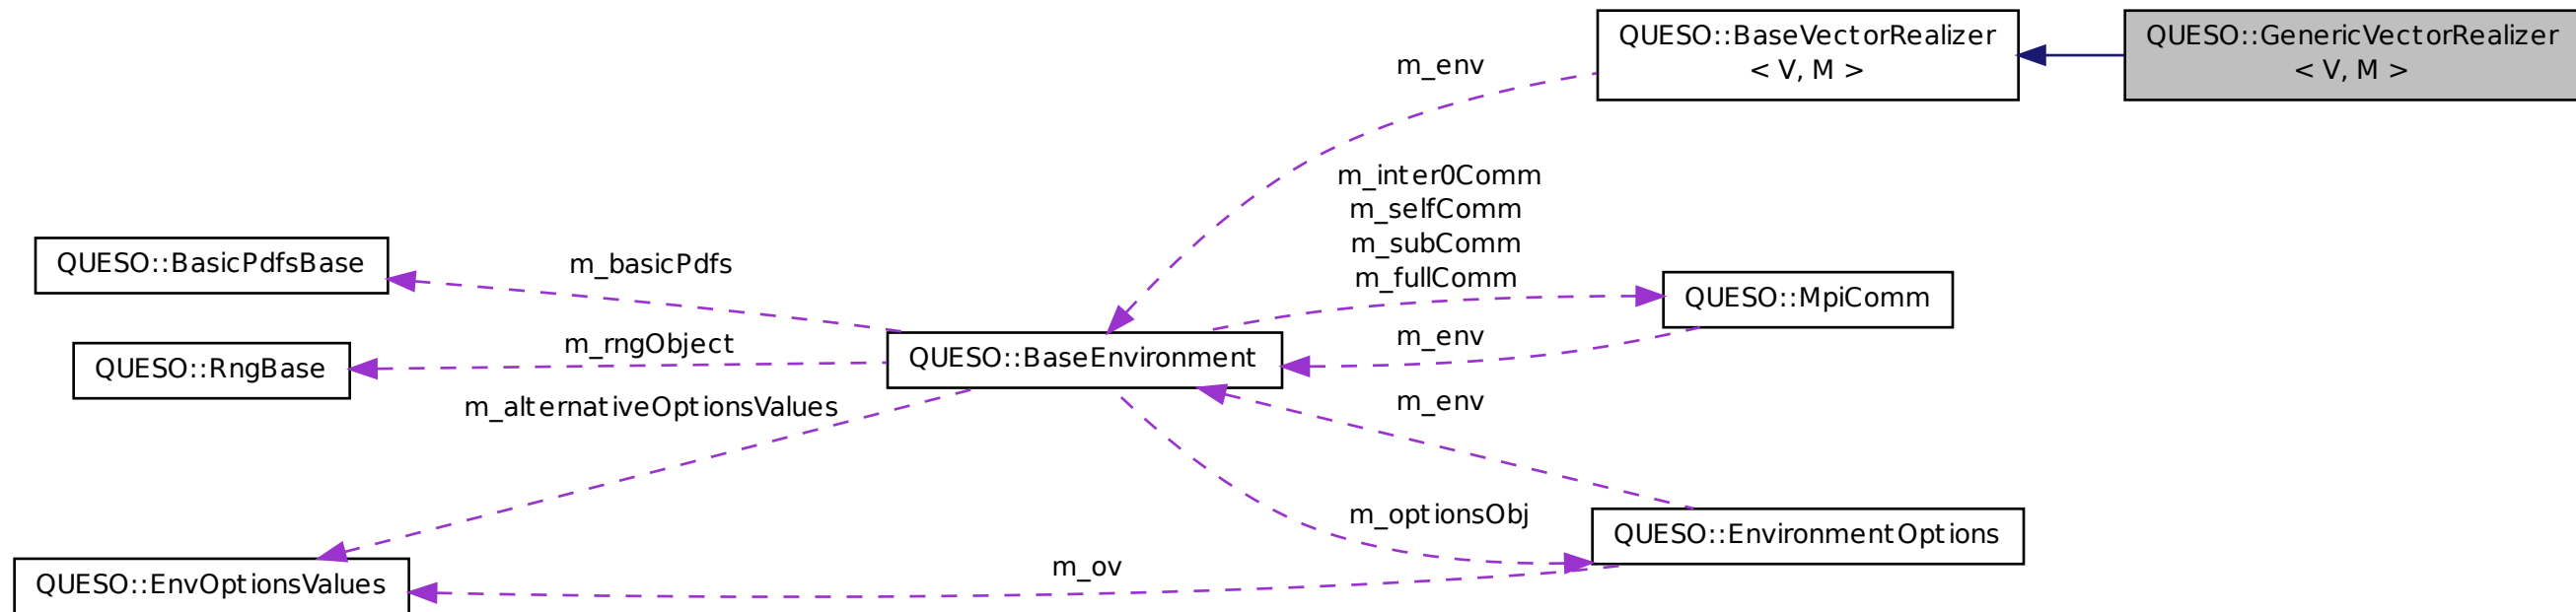 QUESO::BaseVectorRealizer
< V, M >
QUESO::GenericVectorRealizer
< V, M >
m_env
m_inter0Comm
m_selfComm
m_subComm
m_fullComm
QUESO::BasicPdfsBase
m_basicPdfs
QUESO::MpiComm
m_env
m_rngObject
QUESO::BaseEnvironment
QUESO::RngBase
m_alternativeOptionsValues
m_env
m_optionsObj
QUESO::EnvironmentOptions
m_ov
QUESO::EnvOptionsValues